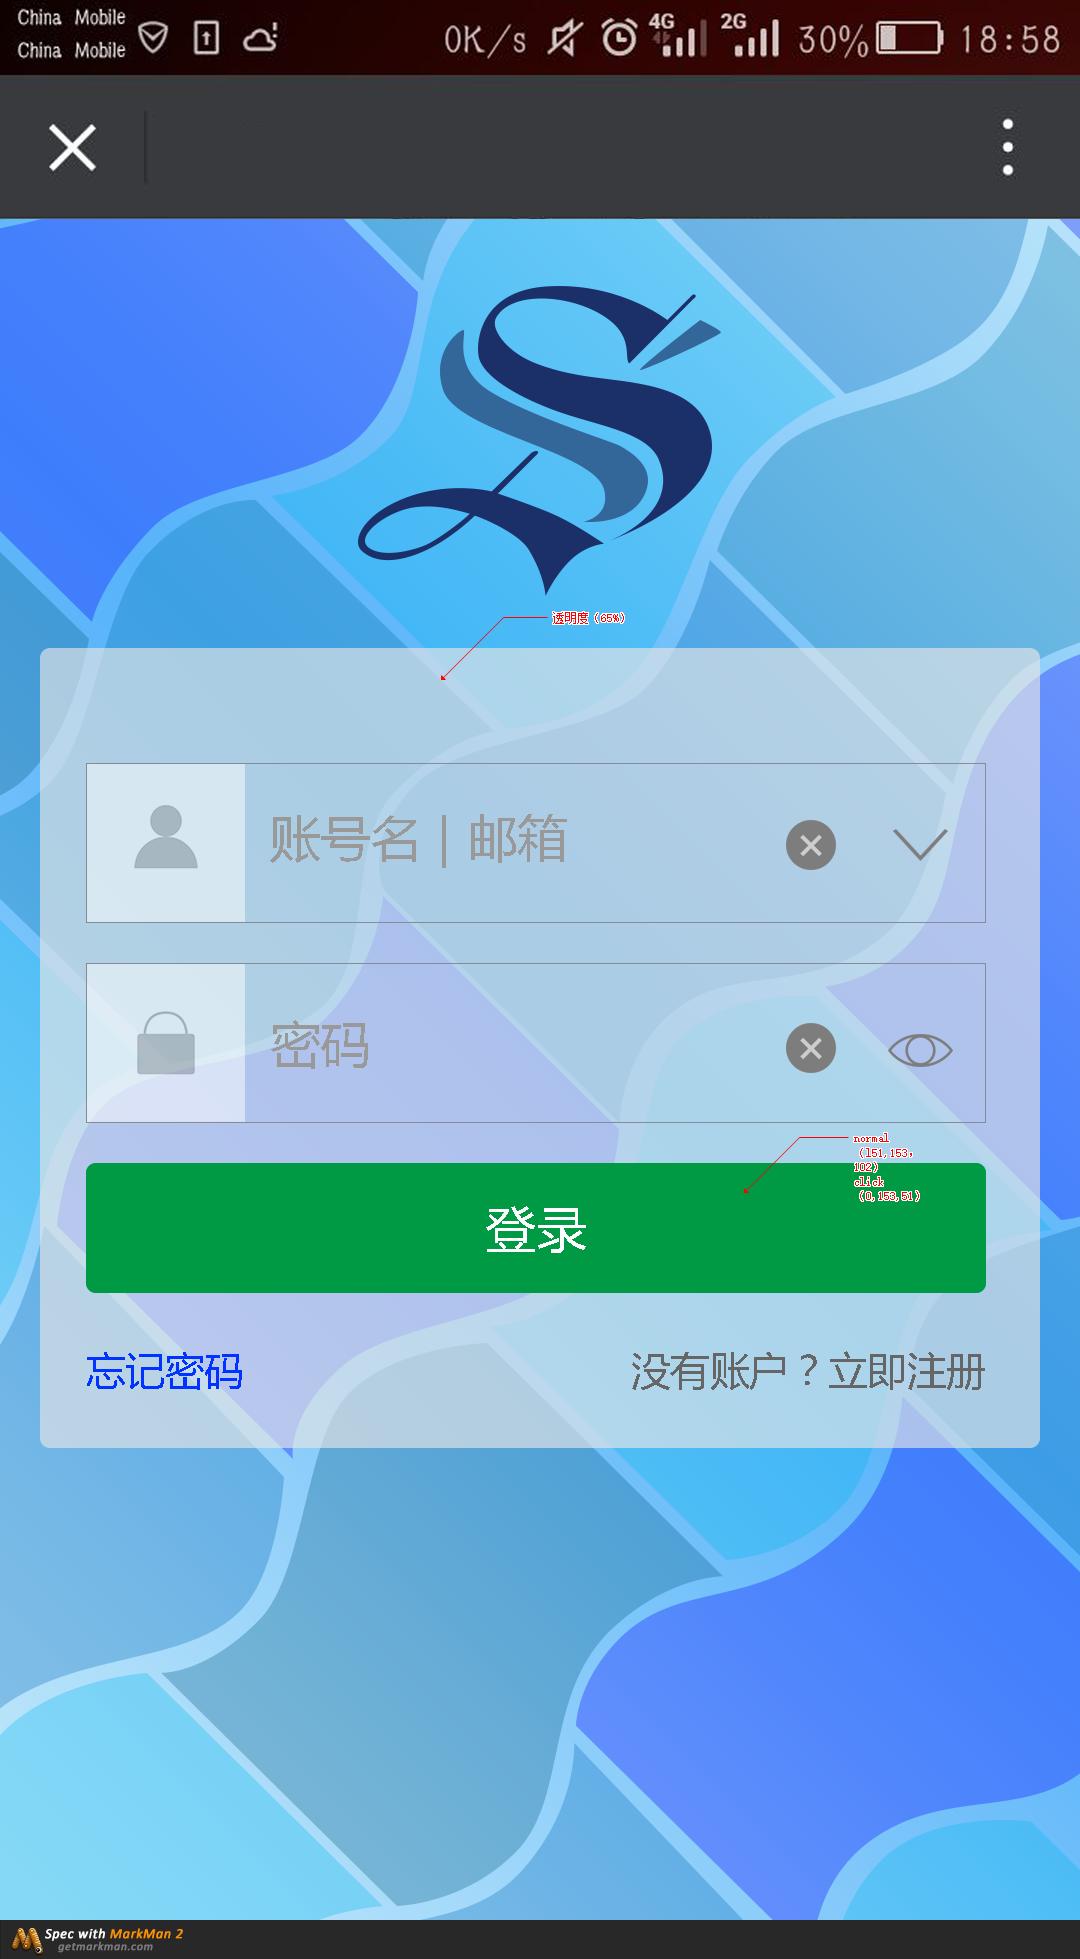 China Mobile
China Mobile
0K/s 4G 2G 30% 18:58
透明度（65%）
账号名 | 邮箱
密码
normal
（151,153,
102）
click
（0,153,51）
登录
忘记密码
没有账户？立即注册
Spec with MarkMan 2
getmarkman.com